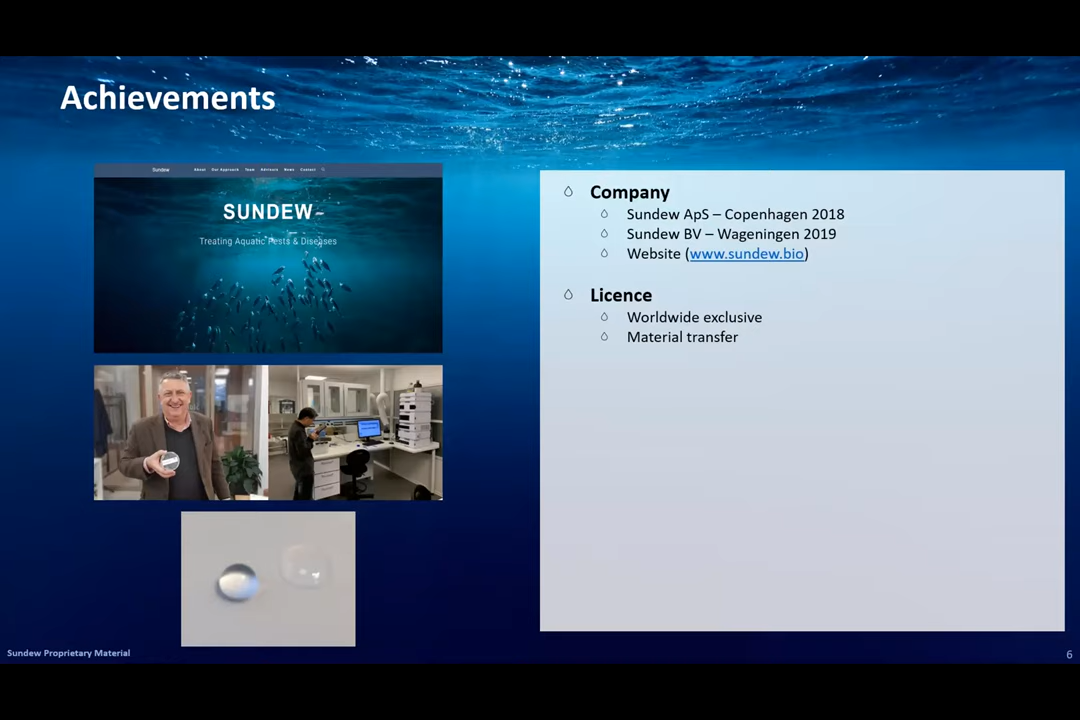 Achievements
Sundew
About Our Approach Team Advisors News Contact
SUNDEW
Treating Aquatic Pests & Diseases
Company
Sundew ApS – Copenhagen 2018
Sundew BV – Wageningen 2019
Website (www.sundew.bio)
Licence
Worldwide exclusive
Material transfer
Sundew Proprietary Material
6